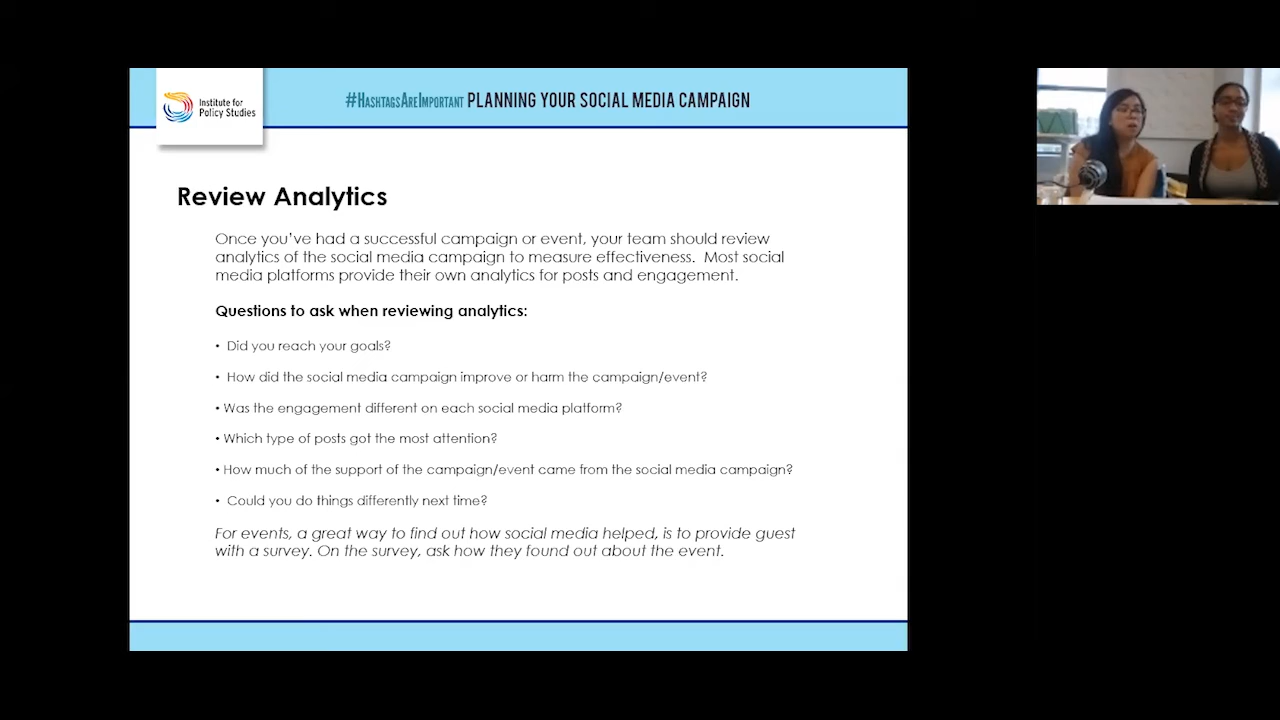 Institute for
Policy Studies
#HASHTAGSAREIMPORTANT PLANNING YOUR SOCIAL MEDIA CAMPAIGN
Review Analytics
Once you’ve had a successful campaign or event, your team should review
analytics of the social media campaign to measure effectiveness. Most social
media platforms provide their own analytics for posts and engagement.
Questions to ask when reviewing analytics:
• Did you reach your goals?
• How did the social media campaign improve or harm the campaign/event?
• Was the engagement different on each social media platform?
• Which type of posts got the most attention?
• How much of the support of the campaign/event came from the social media campaign?
• Could you do things differently next time?
For events, a great way to find out how social media helped, is to provide guest
with a survey. On the survey, ask how they found out about the event.